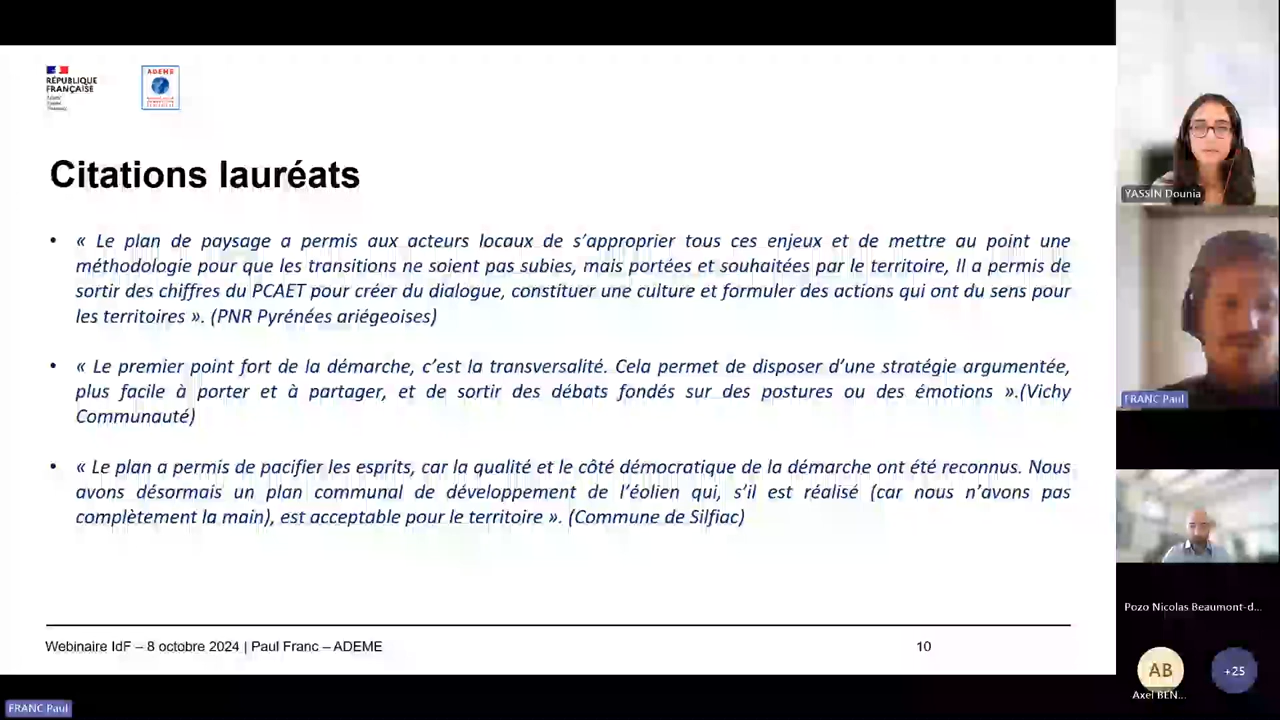 RÉPUBLIQUE
FRANÇAISE
ADEME
Citations lauréats
• « Le plan de paysage a permis aux acteurs locaux de s’approprier tous ces enjeux et de mettre au point une
méthodologie pour que les transitions ne soient pas subies, mais portées et souhaitées par le territoire, Il a permis de
sortir des chiffres du PCAET pour créer du dialogue, constituer une culture et formuler des actions qui ont du sens pour
les territoires ». (PNR Pyrénées ariégeoises)
• « Le premier point fort de la démarche, c’est la transversalité. Cela permet de disposer d’une stratégie argumentée,
plus facile à porter et à partager, et de sortir des débats fondés sur des postures ou des émotions ».(Vichy
Communauté)
• « Le plan a permis de pacifier les esprits, car la qualité et le côté démocratique de la démarche ont été reconnus. Nous
avons désormais un plan communal de développement de l’éolien qui, s’il est réalisé (car nous n’avons pas
complètement la main), est acceptable pour le territoire ». (Commune de Silfiac)
Webinaire IdF – 8 octobre 2024 | Paul Franc – ADEME
10
YASSIN Dounia
FRANC Paul
Pozo Nicolas Beaumont-d...
AB
+25
Axel BEN...
FRANC Paul